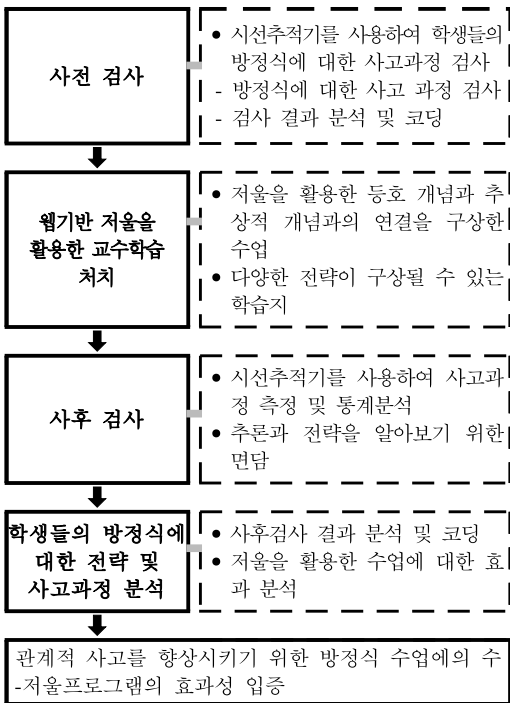 사전 검사
● 시선추적기를 사용하여 학생들의
방정식에 대한 사고과정 검사
- 방정식에 대한 사고 과정 검사
- 검사 결과 분석 및 코딩
웹기반 저울을
활용한 교수학습
처치
● 저울을 활용한 등호 개념과 추
상적 개념과의 연결을 구상한
수업
● 다양한 전략이 구상될 수 있는
학습지
사후 검사
● 시선추적기를 사용하여 사고과
정 측정 및 통계분석
● 추론과 전략을 알아보기 위한
면담
학생들의 방정식에
대한 전략 및
사고과정 분석
● 사후검사 결과 분석 및 코딩
● 저울을 활용한 수업에 대한 효
과 분석
관계적 사고를 향상시키기 위한 방정식 수업에의 수
-저울프로그램의 효과성 입증